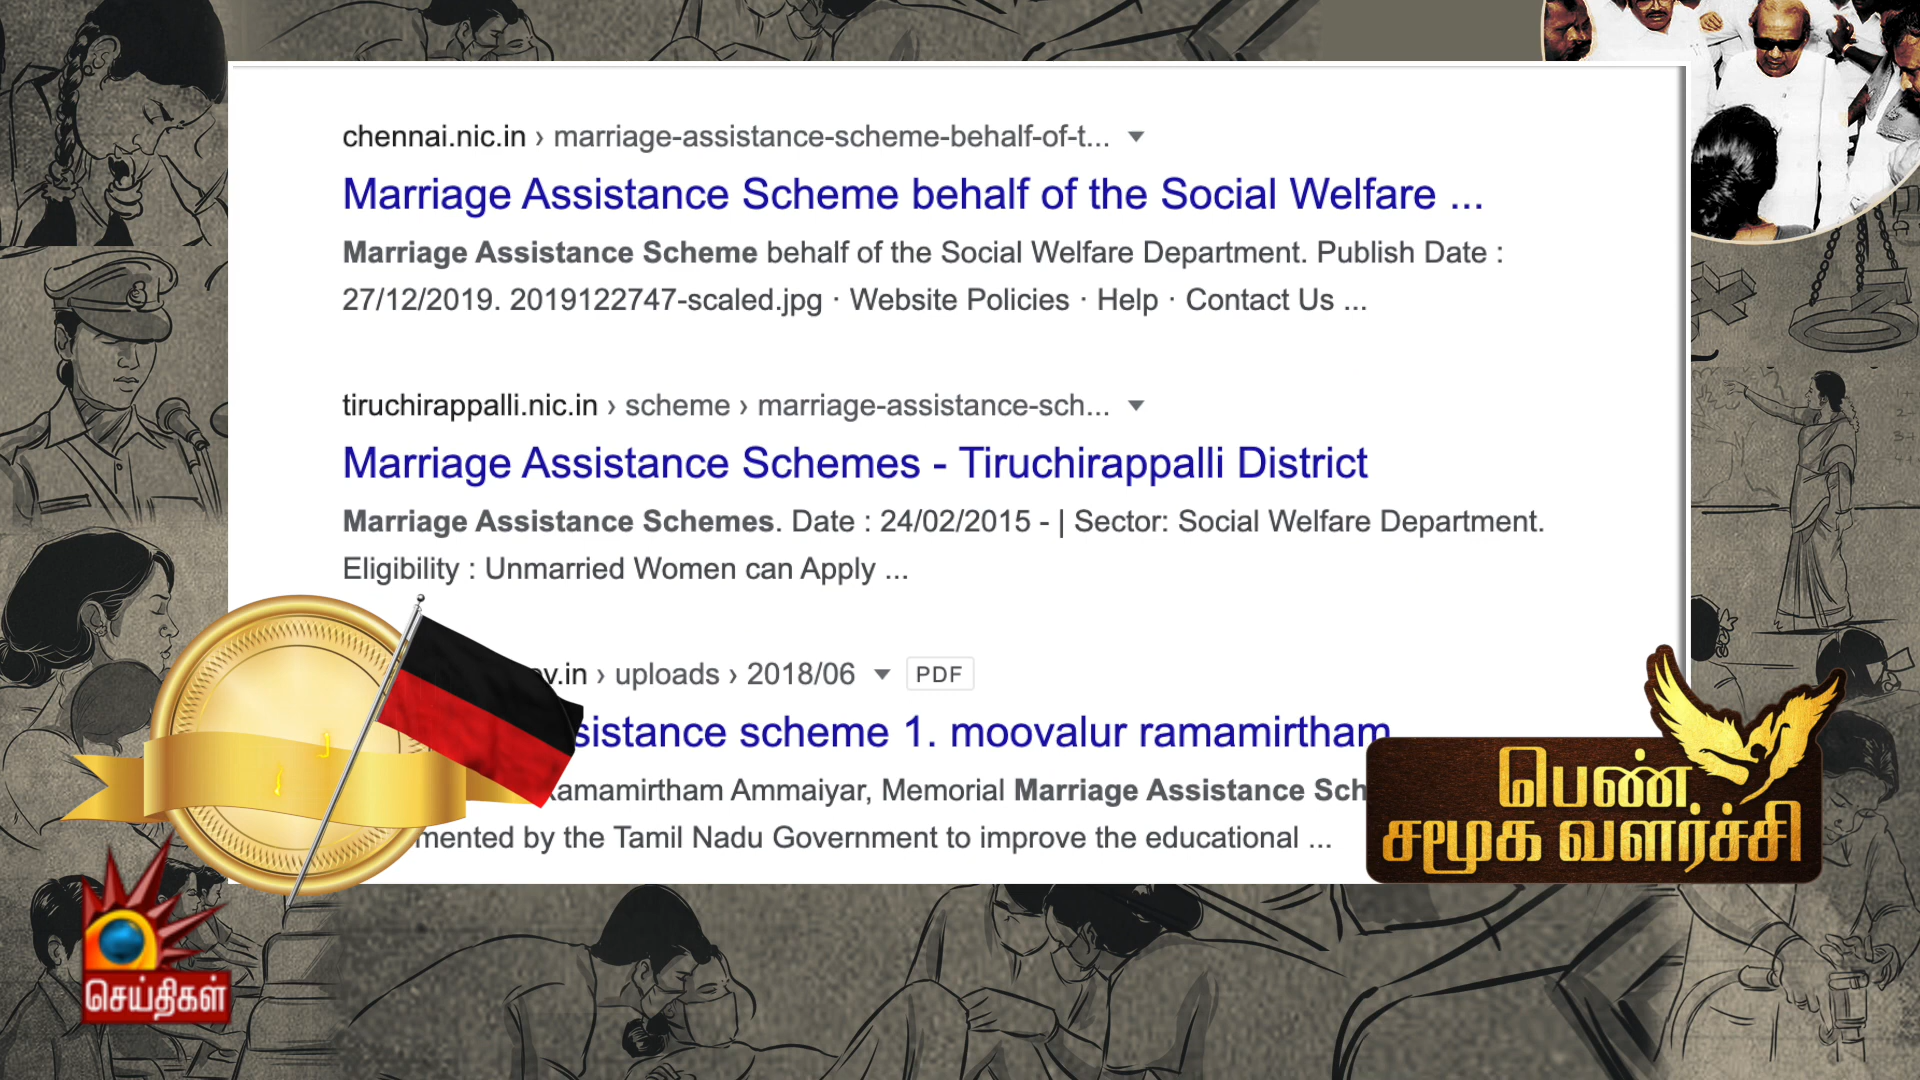 chennai.nic.in › marriage-assistance-scheme-behalf-of-t...
Marriage Assistance Scheme behalf of the Social Welfare ...
Marriage Assistance Scheme behalf of the Social Welfare Department. Publish Date :
27/12/2019. 2019122747-scaled.jpg · Website Policies · Help · Contact Us ...
tiruchirappalli.nic.in › scheme › marriage-assistance-sch...
Marriage Assistance Schemes - Tiruchirappalli District
Marriage Assistance Schemes. Date : 24/02/2015 - | Sector: Social Welfare Department.
Eligibility : Unmarried Women can Apply ...
v.in › uploads › 2018/06 PDF
sistance scheme 1. moovalur ramamirtham
amamirtham Ammaiyar, Memorial Marriage Assistance Sch
mented by the Tamil Nadu Government to improve the educational ...
பெண்
சமூக வளர்ச்சி
செய்திகள்